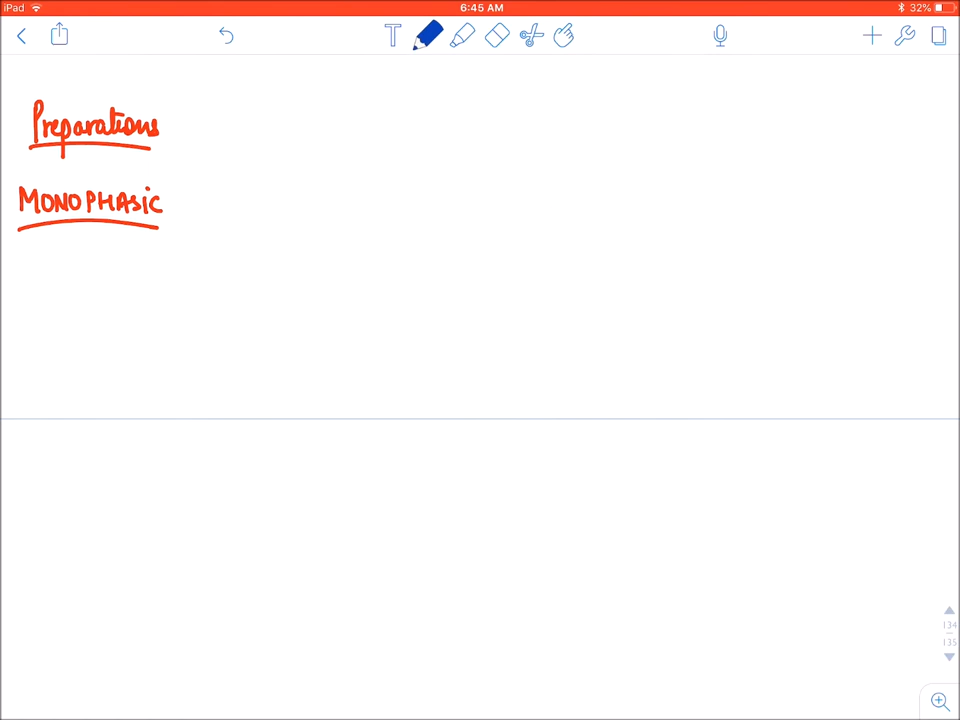 iPad 6:45 AM 32%
T
Preparations
MONOPHASiC
134
135